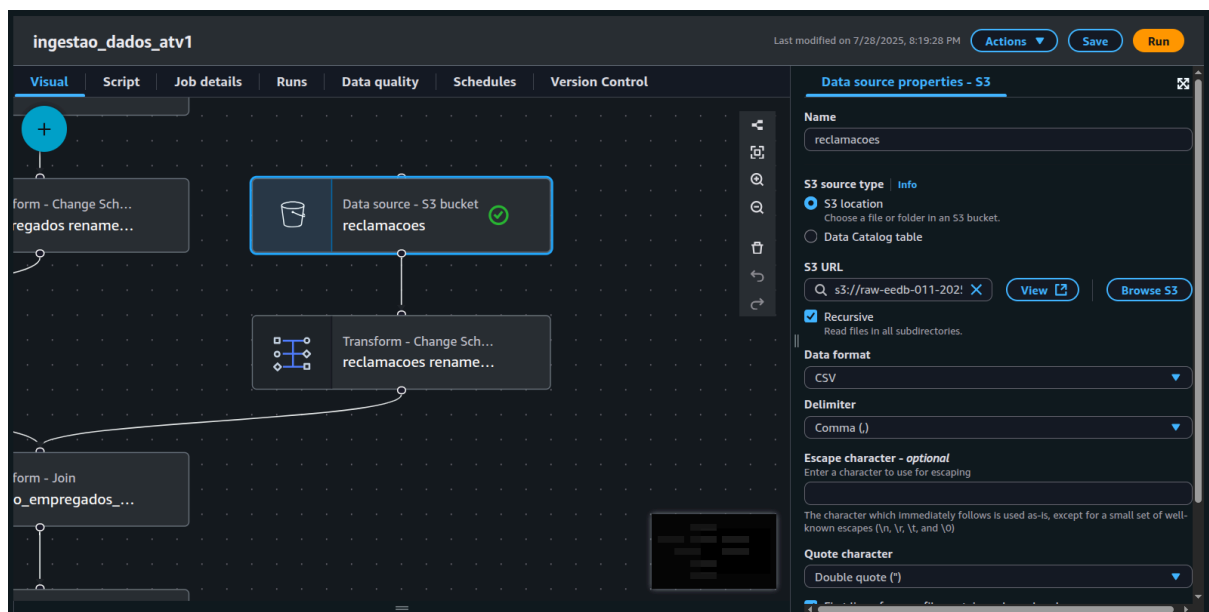 ingestao_dados_atv1
Last modified on 7/28/2025, 8:19:28 PM
Actions
Save
Run
Visual
Script
Job details
Runs
Data quality
Schedules
Version Control
form - Change Sch...
regados rename...
Data source - S3 bucket
reclamacoes
Transform - Change Sch...
reclamacoes rename...
form - Join
o_empregados_...
Data source properties - S3
Name
reclamacoes
S3 source type
Info
S3 location
Choose a file or folder in an S3 bucket.
Data Catalog table
S3 URL
s3://raw-eedb-011-202
View
Browse S3
Recursive
Read files in all subdirectories.
Data format
CSV
Delimiter
Comma (,)
Escape character - optional
Enter a character to use for escaping
The character which immediately follows is used as-is, except for a small set of well-
known escapes (\n, \r, \t, and \0)
Quote character
Double quote (")